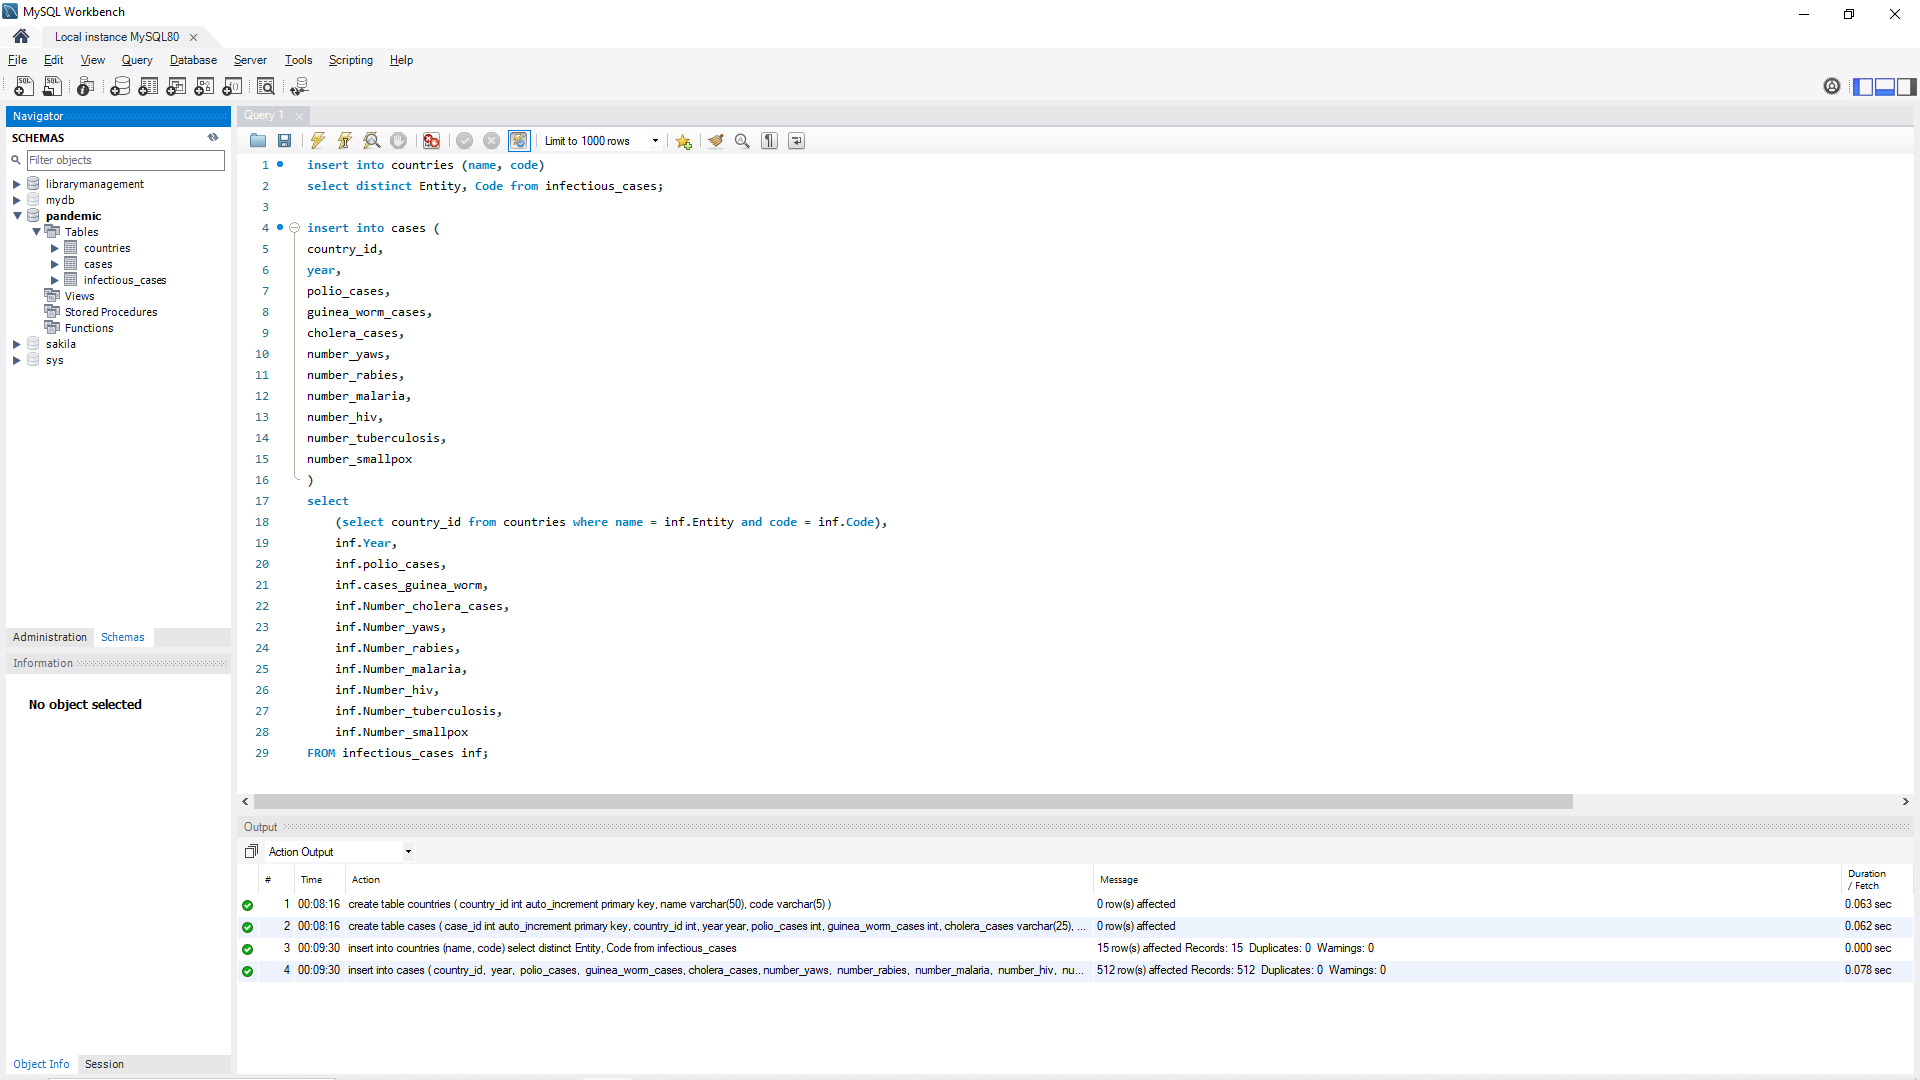 MySQL Workbench
Local instance MySQL80
File Edit View Query Database Server Tools Scripting Help
Navigator
SCHEMAS
Filter objects
librarymanagement
mydb
pandemic
Tables
countries
cases
infectious_cases
Views
Stored Procedures
Functions
sakila
sys
Administration Schemas
Information
No object selected
Object Info Session
Query 1
Limit to 1000 rows
1 insert into countries (name, code)
2 select distinct Entity, Code from infectious_cases;
3
4 insert into cases (
5 country_id,
6 year,
7 polio_cases,
8 guinea_worm_cases,
9 cholera_cases,
10 number_yaws,
11 number_rabies,
12 number_malaria,
13 number_hiv,
14 number_tuberculosis,
15 number_smallpox
16 )
17 select
18 (select country_id from countries where name = inf.Entity and code = inf.Code),
19 inf.Year,
20 inf.polio_cases,
21 inf.cases_guinea_worm,
22 inf.Number_cholera_cases,
23 inf.Number_yaws,
24 inf.Number_rabies,
25 inf.Number_malaria,
26 inf.Number_hiv,
27 inf.Number_tuberculosis,
28 inf.Number_smallpox
29 FROM infectious_cases inf;
Output
Action Output
# Time Action Message Duration / Fetch
1 00:08:16 create table countries ( country_id int auto_increment primary key, name varchar(50), code varchar(5) ) 0 row(s) affected 0.063 sec
2 00:08:16 create table cases ( case_id int auto_increment primary key, country_id int, year year, polio_cases int, guinea_worm_cases int, cholera_cases varchar(25), ... 0 row(s) affected 0.062 sec
3 00:09:30 insert into countries (name, code) select distinct Entity, Code from infectious_cases 15 row(s) affected Records: 15 Duplicates: 0 Warnings: 0 0.000 sec
4 00:09:30 insert into cases ( country_id, year, polio_cases, guinea_worm_cases, cholera_cases, number_yaws, number_rabies, number_malaria, number_hiv, nu... 512 row(s) affected Records: 512 Duplicates: 0 Warnings: 0 0.078 sec